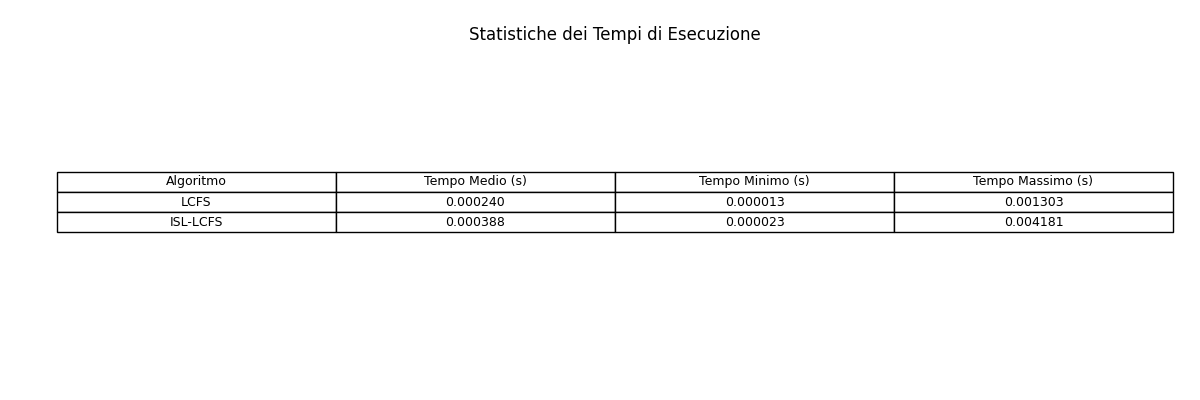 Statistiche dei Tempi di Esecuzione
Algoritmo Tempo Medio (s) Tempo Minimo (s) Tempo Massimo (s)
LCFS 0.000240 0.000013 0.001303
ISL-LCFS 0.000388 0.000023 0.004181